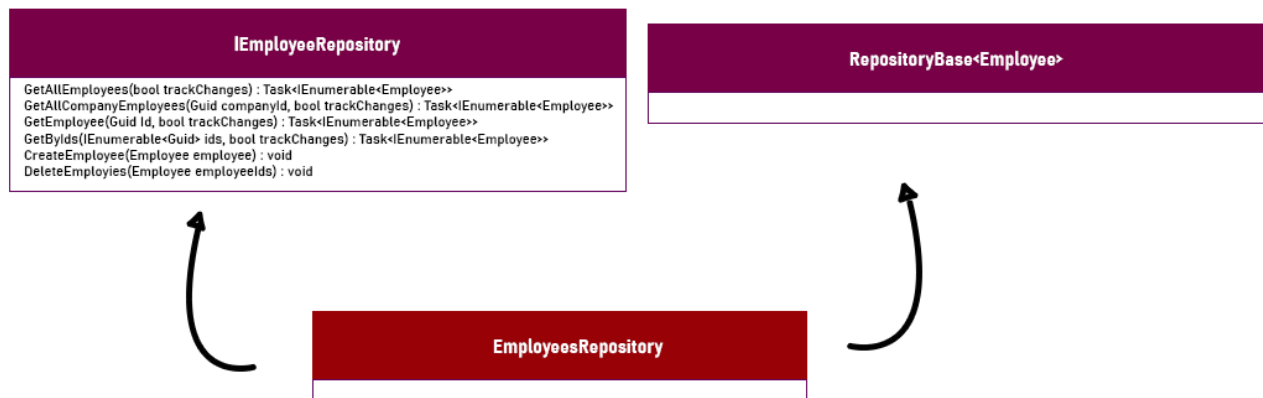 IEmployeeRepository
GetAllEmployees(bool trackChanges) : Task<IEnumerable<Employee>>
GetAllCompanyEmployees(Guid companyId, bool trackChanges) : Task<IEnumerable<Employee>>
GetEmployee(Guid Id, bool trackChanges) : Task<IEnumerable<Employee>>
GetByIds(IEnumerable<Guid> ids, bool trackChanges) : Task<IEnumerable<Employee>>
CreateEmployee(Employee employee) : void
DeleteEmployies(Employee employeeIds) : void
RepositoryBase<Employee>
EmployeesRepository